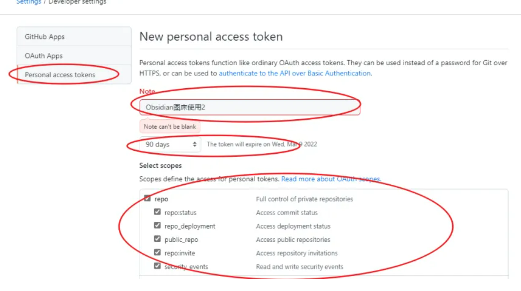 Settings / Developer settings
GitHub Apps
OAuth Apps
Personal access tokens
New personal access token
Personal access tokens function like ordinary OAuth access tokens. They can be used instead of a password for Git over
HTTPS, or can be used to authenticate to the API over Basic Authentication.
Note
Obsidian图床使用2
Note can't be blank
90 days The token will expire on Wed, Mar 9 2022
Select scopes
Scopes define the access for personal tokens. Read more about OAuth scopes.
repo Full control of private repositories
repo:status Access commit status
repo_deployment Access deployment status
public_repo Access public repositories
repo:invite Access repository invitations
security_events Read and write security events